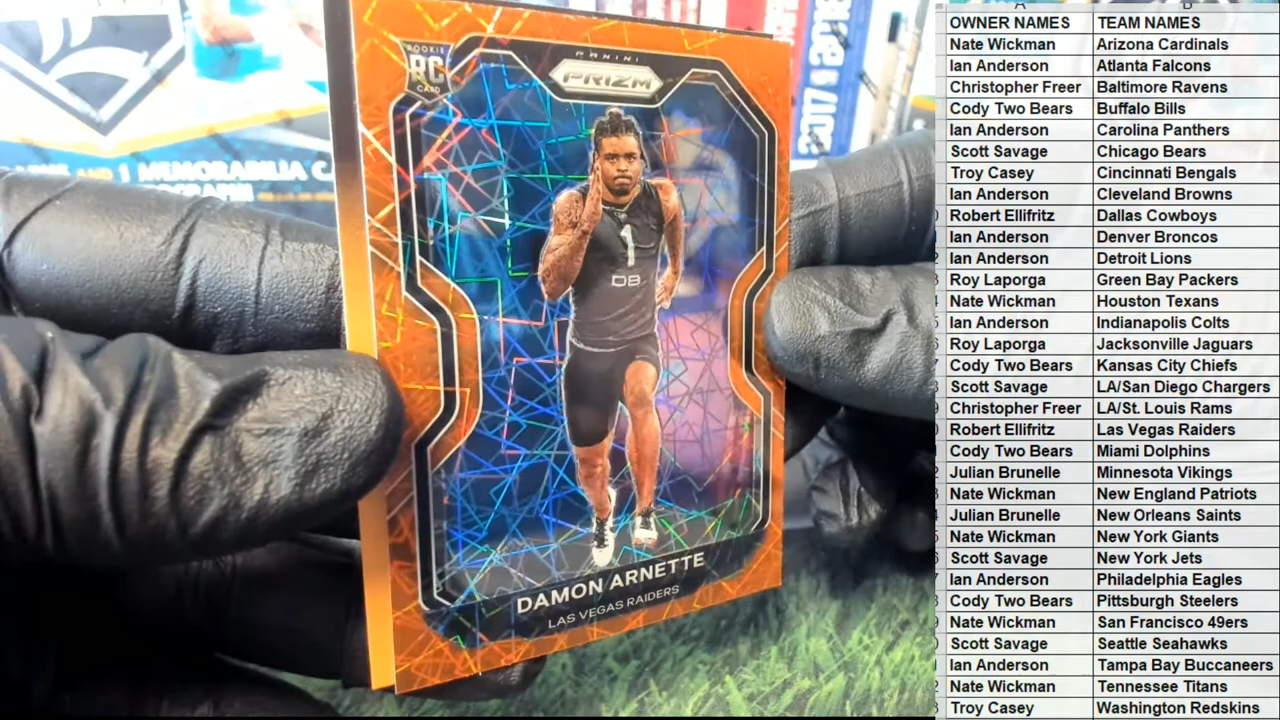 AND 1 MEMORABILIA
ROOKIE
RC
CARD
PANINI
PRIZM
1
DB
DAMON ARNETTE
LAS VEGAS RAIDERS
A B
OWNER NAMES TEAM NAMES
Nate Wickman Arizona Cardinals
Ian Anderson Atlanta Falcons
Christopher Freer Baltimore Ravens
Cody Two Bears Buffalo Bills
Ian Anderson Carolina Panthers
Scott Savage Chicago Bears
Troy Casey Cincinnati Bengals
Ian Anderson Cleveland Browns
Robert Ellifritz Dallas Cowboys
Ian Anderson Denver Broncos
Ian Anderson Detroit Lions
Roy Laporga Green Bay Packers
Nate Wickman Houston Texans
Ian Anderson Indianapolis Colts
Roy Laporga Jacksonville Jaguars
Cody Two Bears Kansas City Chiefs
Scott Savage LA/San Diego Chargers
Christopher Freer LA/St. Louis Rams
Robert Ellifritz Las Vegas Raiders
Cody Two Bears Miami Dolphins
Julian Brunelle Minnesota Vikings
Nate Wickman New England Patriots
Julian Brunelle New Orleans Saints
Nate Wickman New York Giants
Scott Savage New York Jets
Ian Anderson Philadelphia Eagles
Cody Two Bears Pittsburgh Steelers
Nate Wickman San Francisco 49ers
Scott Savage Seattle Seahawks
Ian Anderson Tampa Bay Buccaneers
Nate Wickman Tennessee Titans
Troy Casey Washington Redskins